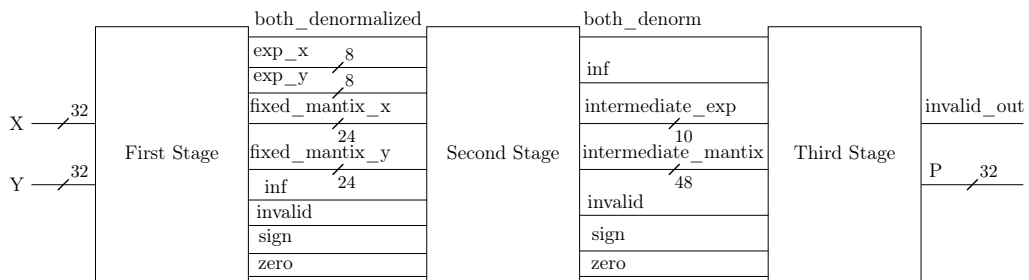 both_denormalized
both_denorm
exp_x
8
inf
exp_y
8
fixed_mantix_x
intermediate_exp
invalid_out
X
32
24
10
First Stage
fixed_mantix_y
Second Stage
intermediate_mantix
Third Stage
Y
32
24
48
P
32
inf
invalid
invalid
sign
sign
zero
zero